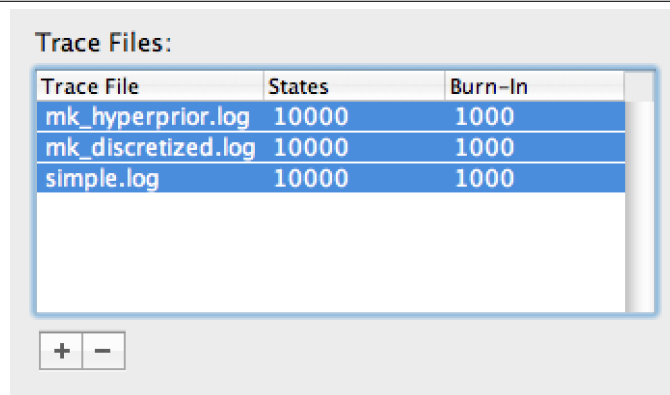 Trace Files:
Trace File States Burn-In
mk_hyperprior.log 10000 1000
mk_discretized.log 10000 1000
simple.log 10000 1000
+ −